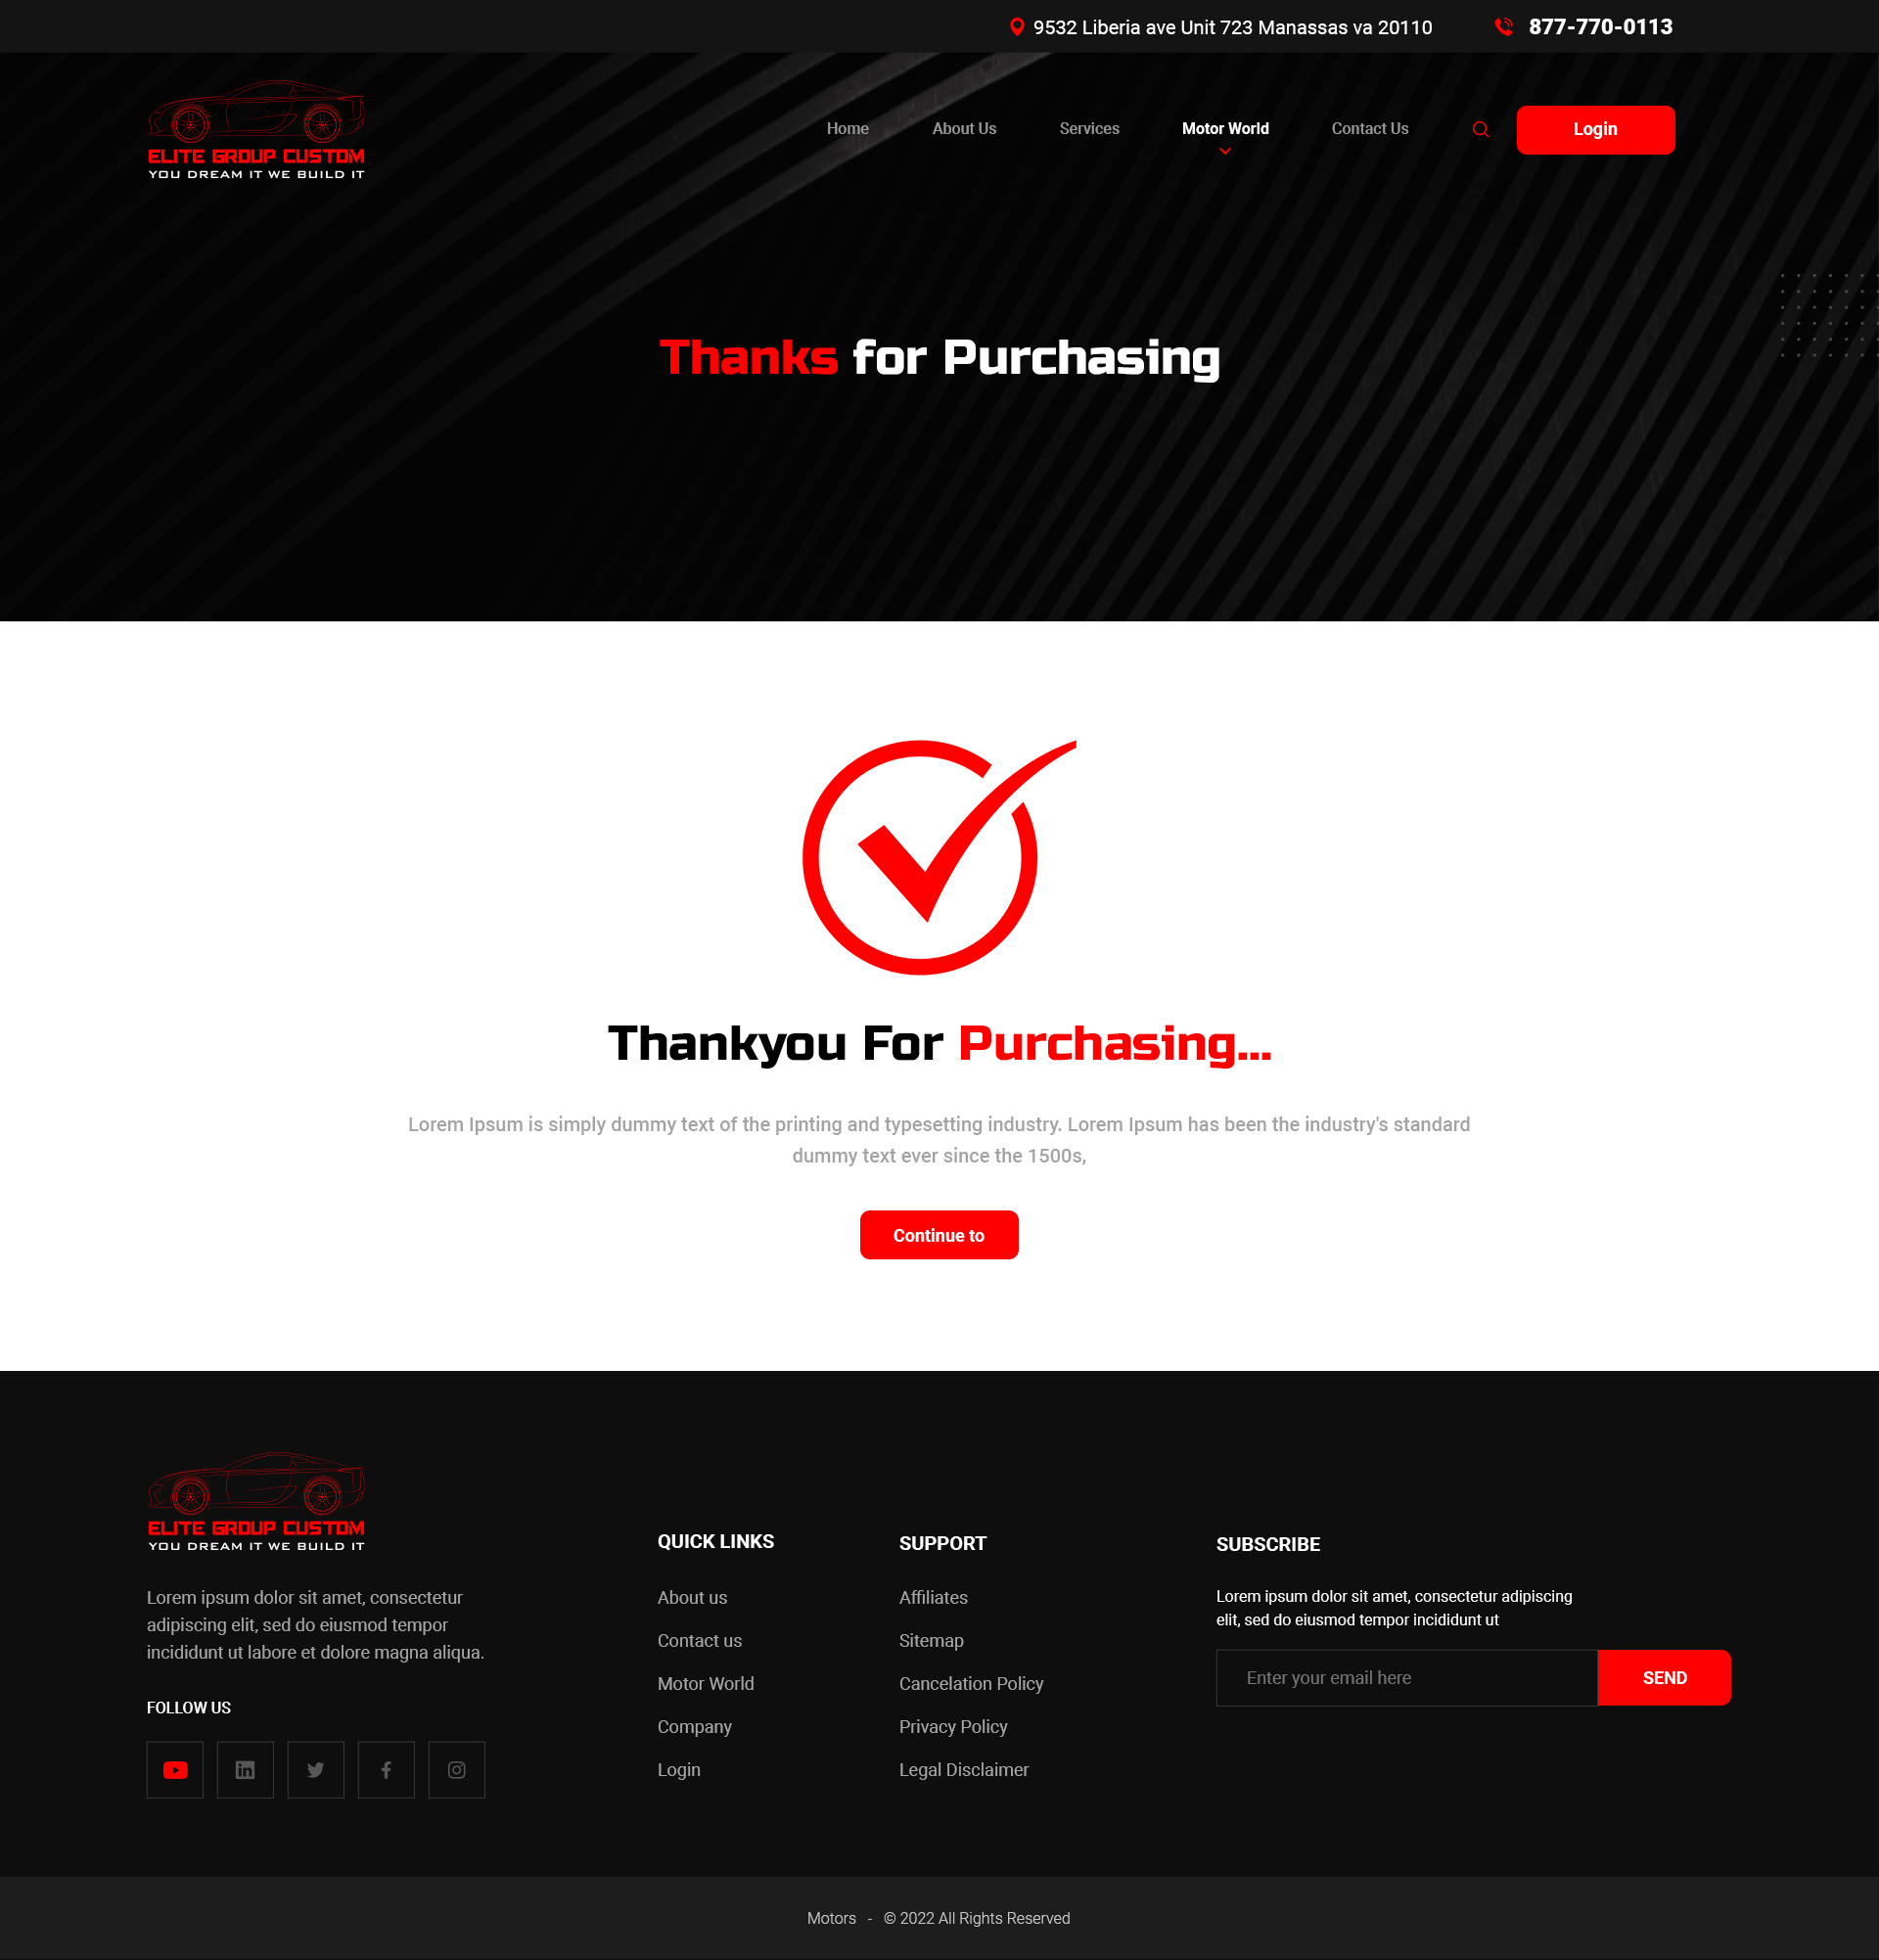 9532 Liberia ave Unit 723 Manassas va 20110
877-770-0113
ELITE GROUP CUSTOM
YOU DREAM IT WE BUILD IT
Home
About Us
Services
Motor World
Contact Us
Login
Thanks for Purchasing
Thankyou For Purchasing...
Lorem Ipsum is simply dummy text of the printing and typesetting industry. Lorem Ipsum has been the industry's standard
dummy text ever since the 1500s,
Continue to
ELITE GROUP CUSTOM
YOU DREAM IT WE BUILD IT
Lorem ipsum dolor sit amet, consectetur
adipiscing elit, sed do eiusmod tempor
incididunt ut labore et dolore magna aliqua.
FOLLOW US
QUICK LINKS
About us
Contact us
Motor World
Company
Login
SUPPORT
Affiliates
Sitemap
Cancelation Policy
Privacy Policy
Legal Disclaimer
SUBSCRIBE
Lorem ipsum dolor sit amet, consectetur adipiscing
elit, sed do eiusmod tempor incididunt ut
Enter your email here
SEND
Motors - © 2022 All Rights Reserved